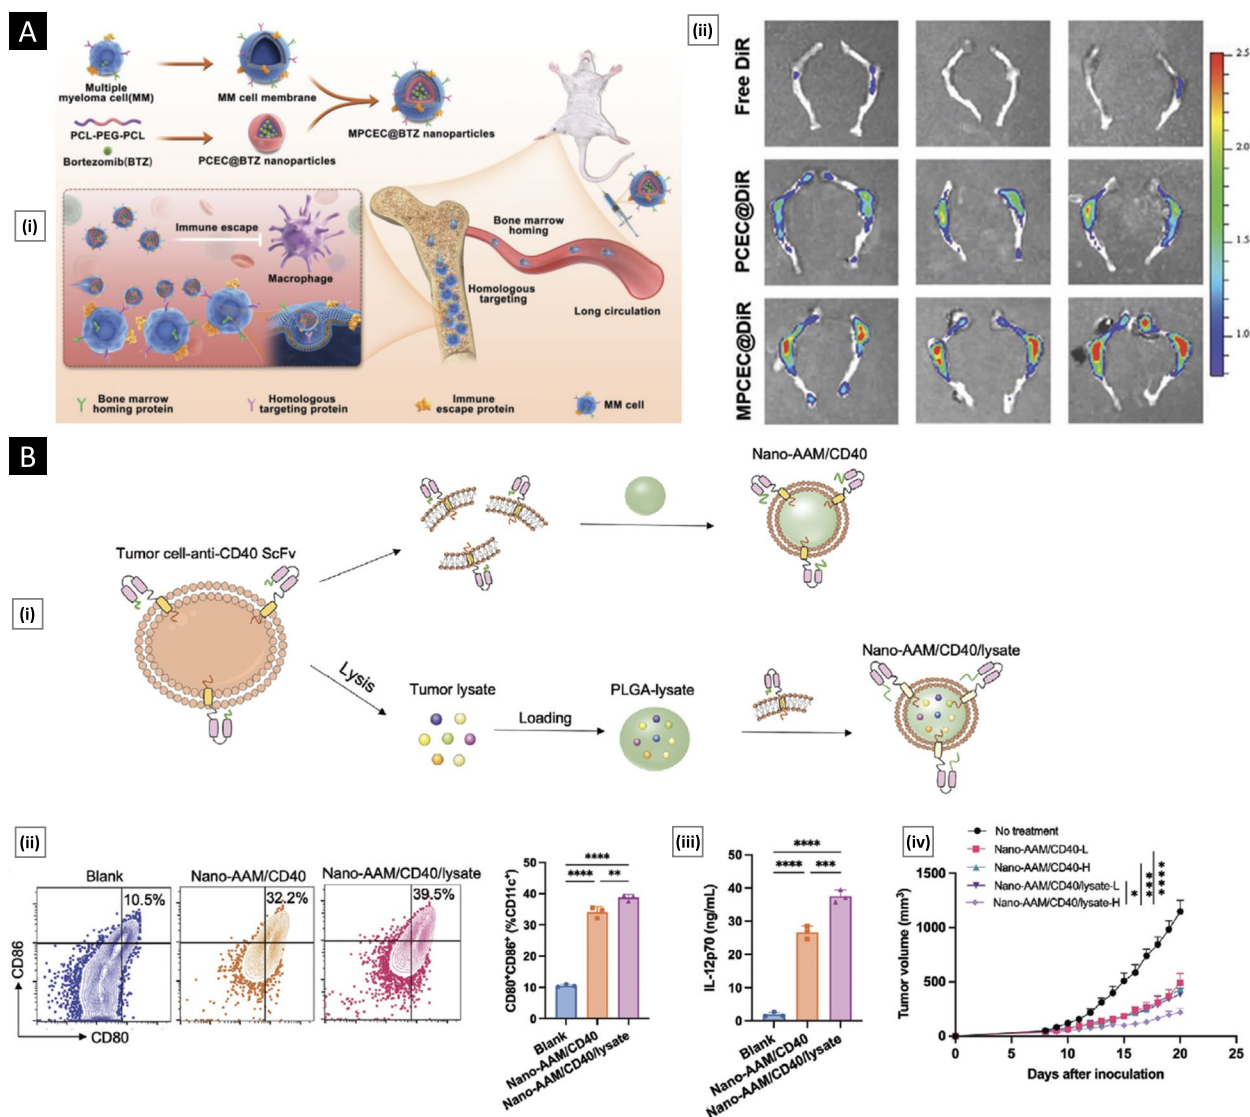 A
(i)
Multiple
myeloma cell(MM)
MM cell membrane
PCL-PEG-PCL
Bortezomib(BTZ)
PCEC@BTZ nanoparticles
MPCEC@BTZ nanoparticles
Immune escape
Macrophage
Bone marrow
homing
Homologous
targeting
Long circulation
Bone marrow
homing protein
Homologous
targeting protein
Immune
escape protein
MM cell
(ii)
Free DiR
PCEC@DiR
MPCEC@DiR
2.5
2.0
1.5
1.0
B
(i)
Tumor cell-anti-CD40 ScFv
Nano-AAM/CD40
Lysis
Tumor lysate
Loading
PLGA-lysate
Nano-AAM/CD40/lysate
(ii)
Blank
Nano-AAM/CD40
Nano-AAM/CD40/lysate
10.5%
32.2%
39.5%
CD86
CD80
CD80⁺CD86⁺ (%CD11c⁺)
50
40
30
20
10
0
****
**** **
Blank
Nano-AAM/CD40
Nano-AAM/CD40/lysate
(iii)
IL-12p70 (ng/mL)
50
40
30
20
10
0
****
**** ***
Blank
Nano-AAM/CD40
Nano-AAM/CD40/lysate
(iv)
No treatment
Nano-AAM/CD40-L
Nano-AAM/CD40-H
Nano-AAM/CD40/lysate-L
Nano-AAM/CD40/lysate-H
*
***
****
Tumor volume (mm³)
1500
1000
500
0
0 5 10 15 20 25
Days after inoculation